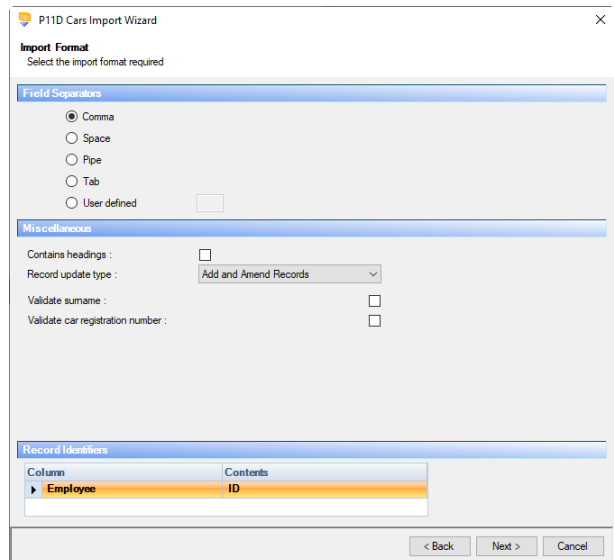 P11D Cars Import Wizard
Import Format
Select the import format required
Field Separators
Comma
Space
Pipe
Tab
User defined
Miscellaneous
Contains headings :
Record update type : Add and Amend Records
Validate surname :
Validate car registration number :
Record Identifiers
Column Contents
Employee ID
< Back Next > Cancel